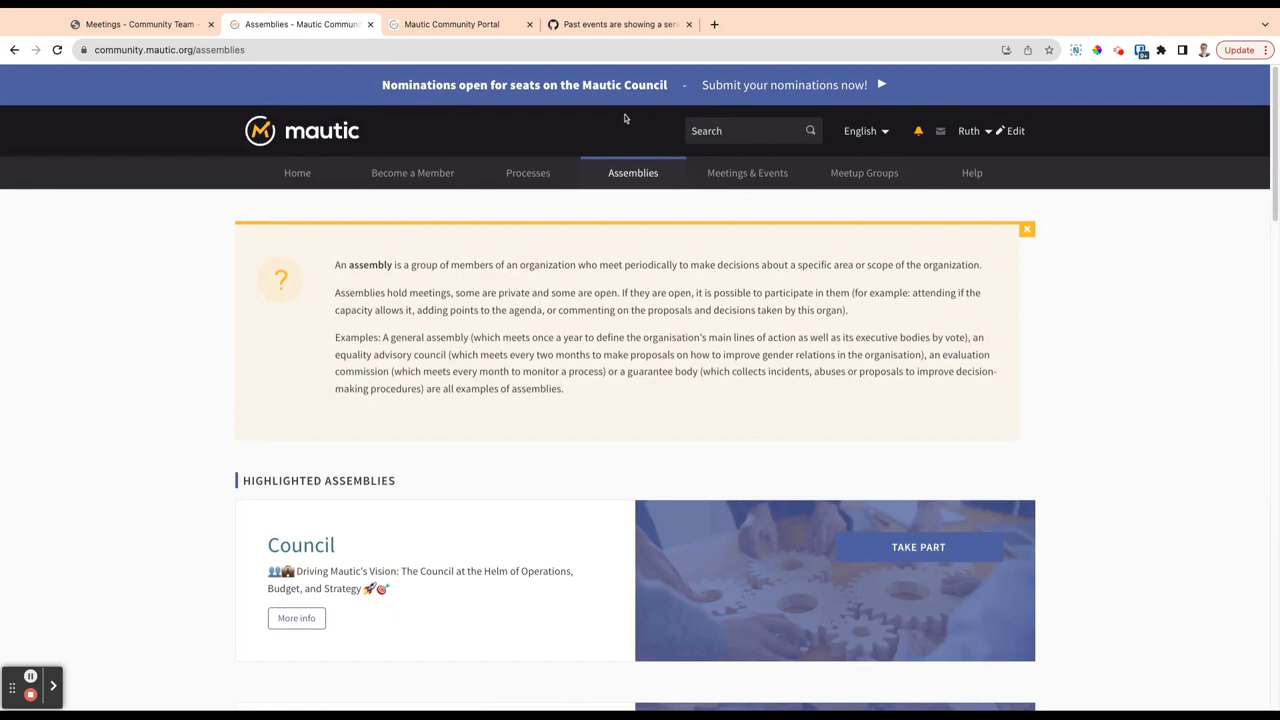 Meetings - Community Team -
Assemblies - Mautic Communi
Mautic Community Portal
Past events are showing a serv
community.mautic.org/assemblies
Update
Nominations open for seats on the Mautic Council - Submit your nominations now!
mautic
Search
English
Ruth
Edit
Home
Become a Member
Processes
Assemblies
Meetings & Events
Meetup Groups
Help
?
An assembly is a group of members of an organization who meet periodically to make decisions about a specific area or scope of the organization.
Assemblies hold meetings, some are private and some are open. If they are open, it is possible to participate in them (for example: attending if the
capacity allows it, adding points to the agenda, or commenting on the proposals and decisions taken by this organ).
Examples: A general assembly (which meets once a year to define the organisation's main lines of action as well as its executive bodies by vote), an
equality advisory council (which meets every two months to make proposals on how to improve gender relations in the organisation), an evaluation
commission (which meets every month to monitor a process) or a guarantee body (which collects incidents, abuses or proposals to improve decision-
making procedures) are all examples of assemblies.
HIGHLIGHTED ASSEMBLIES
Council
👥💼 Driving Mautic's Vision: The Council at the Helm of Operations,
Budget, and Strategy 🚀🎯
More info
TAKE PART